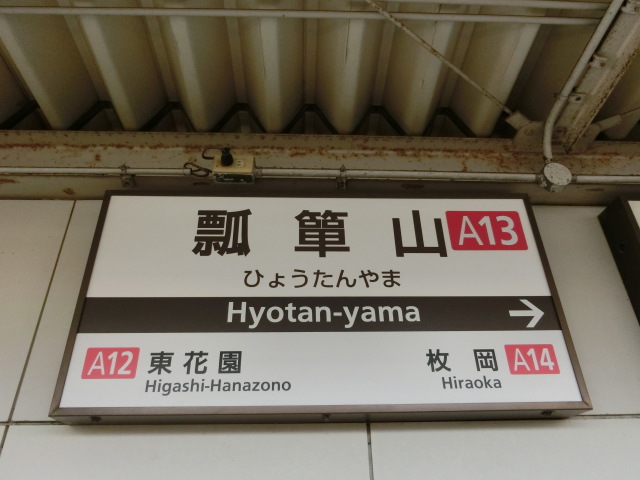 瓢箪山 A13
ひょうたんやま
Hyotan-yama →
A12 東花園 枚岡 A14
Higashi-Hanazono Hiraoka